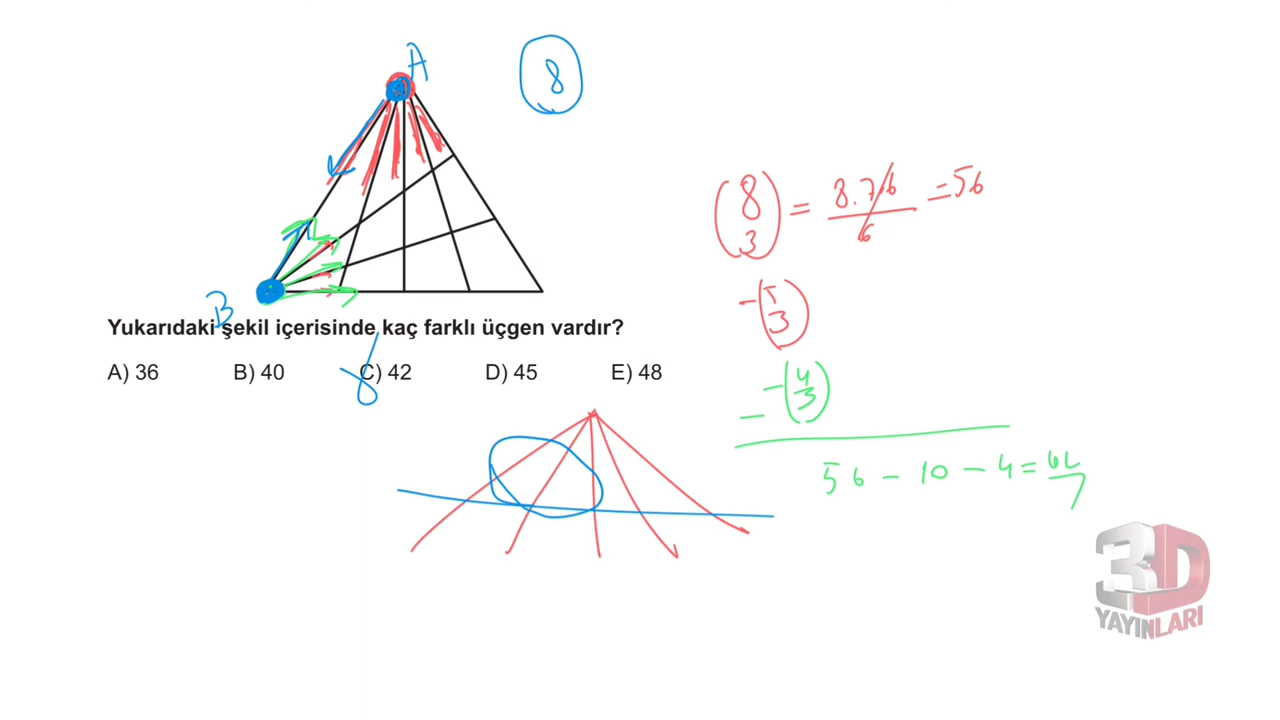 A
8
B
Yukarıdaki şekil içerisinde kaç farklı üçgen vardır?
A) 36 B) 40 C) 42 D) 45 E) 48
(8 3) = 8.7.6 / 6 = 56
-(5 3)
-(4 3)
56 - 10 - 4 = 42
3D
YAYINLARI